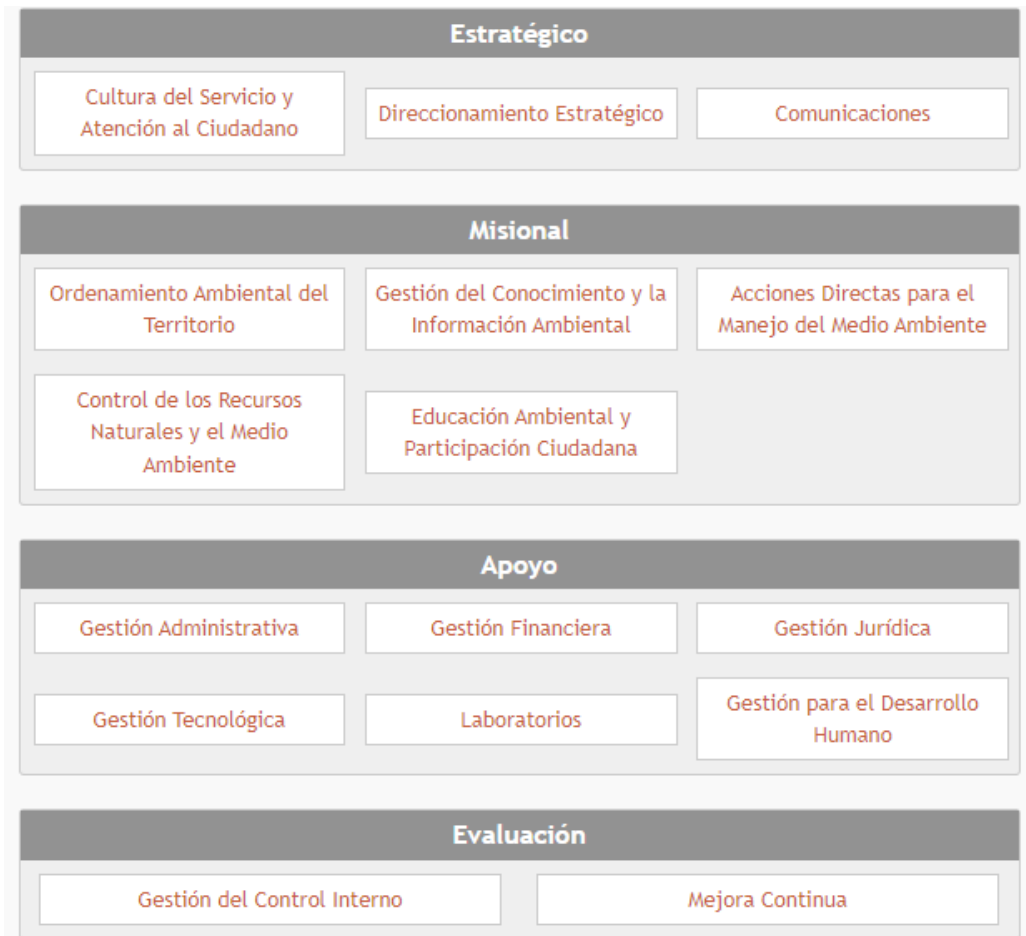 Estratégico
Cultura del Servicio y
Atención al Ciudadano
Direccionamiento Estratégico
Comunicaciones
Misional
Ordenamiento Ambiental del
Territorio
Gestión del Conocimiento y la
Información Ambiental
Acciones Directas para el
Manejo del Medio Ambiente
Control de los Recursos
Naturales y el Medio
Ambiente
Educación Ambiental y
Participación Ciudadana
Apoyo
Gestión Administrativa
Gestión Financiera
Gestión Jurídica
Gestión Tecnológica
Laboratorios
Gestión para el Desarrollo
Humano
Evaluación
Gestión del Control Interno
Mejora Continua